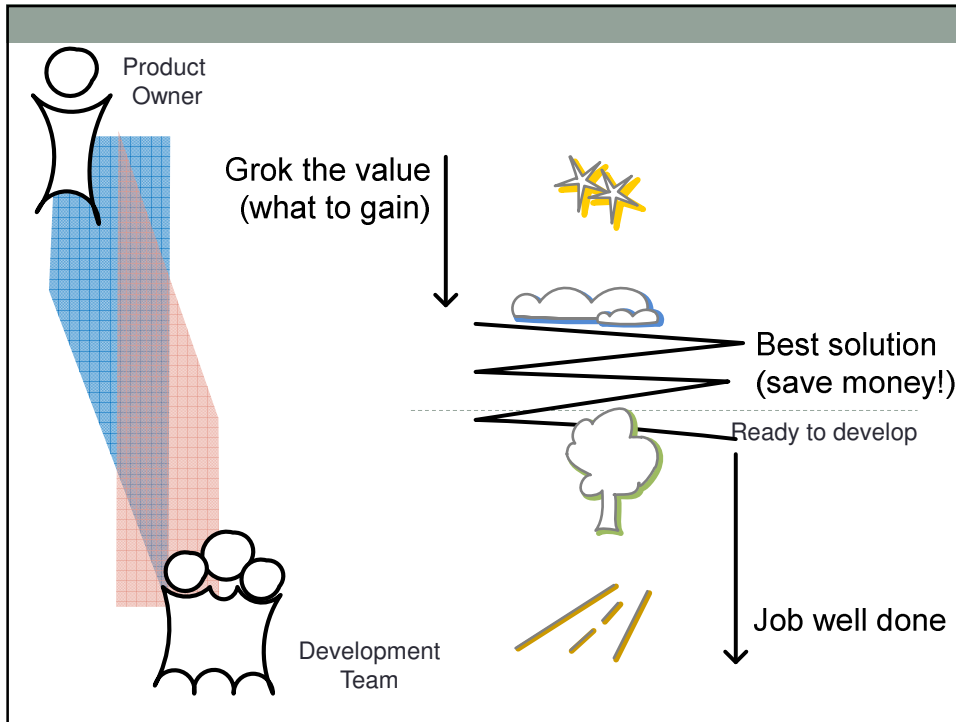 Product
Owner
Grok the value
(what to gain)
Best solution
(save money!)
Ready to develop
Job well done
Development
Team